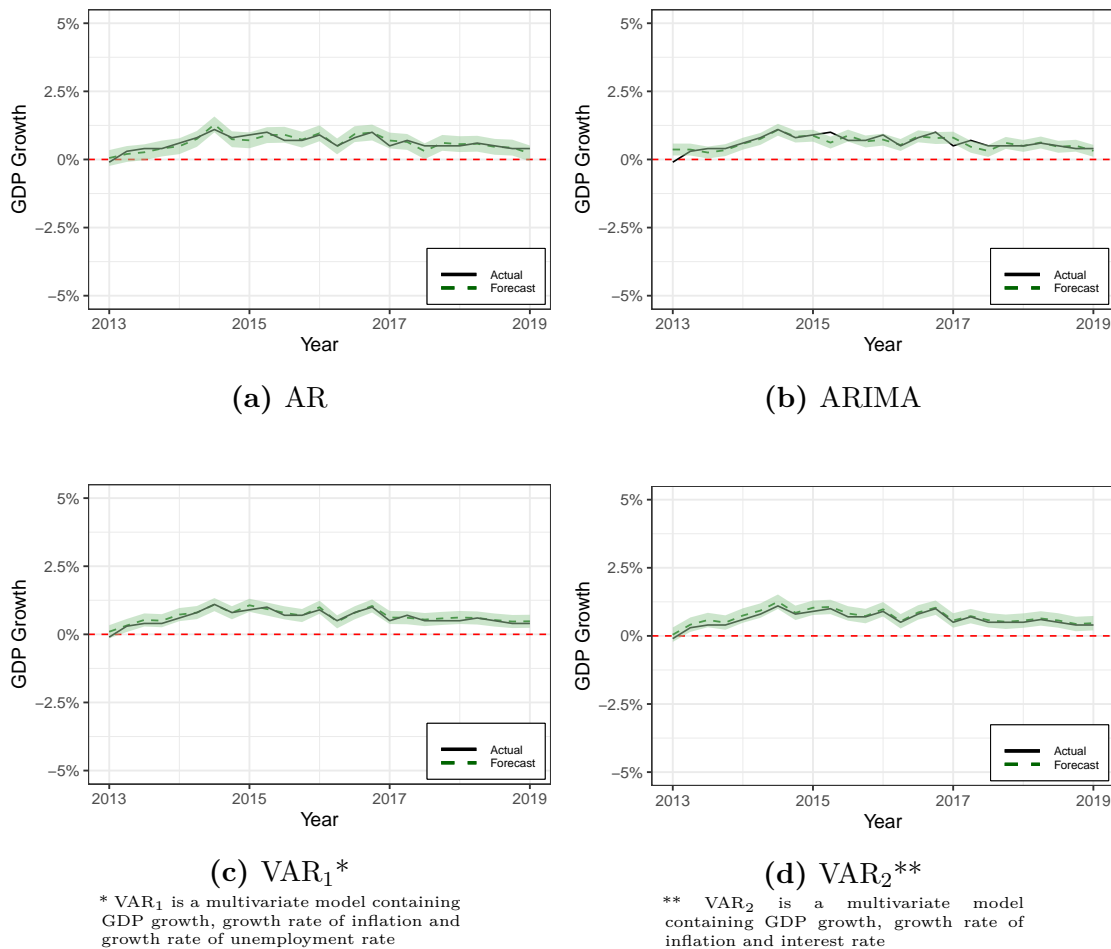 5%
2.5%
0%
−2.5%
−5%
GDP Growth
Actual
Forecast
2013 2015 2017 2019
Year
(a) AR
5%
2.5%
0%
−2.5%
−5%
GDP Growth
Actual
Forecast
2013 2015 2017 2019
Year
(b) ARIMA
5%
2.5%
0%
−2.5%
−5%
GDP Growth
Actual
Forecast
2013 2015 2017 2019
Year
(c) VAR₁*
* VAR₁ is a multivariate model containing
GDP growth, growth rate of inflation and
growth rate of unemployment rate
5%
2.5%
0%
−2.5%
−5%
GDP Growth
Actual
Forecast
2013 2015 2017 2019
Year
(d) VAR₂**
** VAR₂ is a multivariate model
containing GDP growth, growth rate of
inflation and interest rate